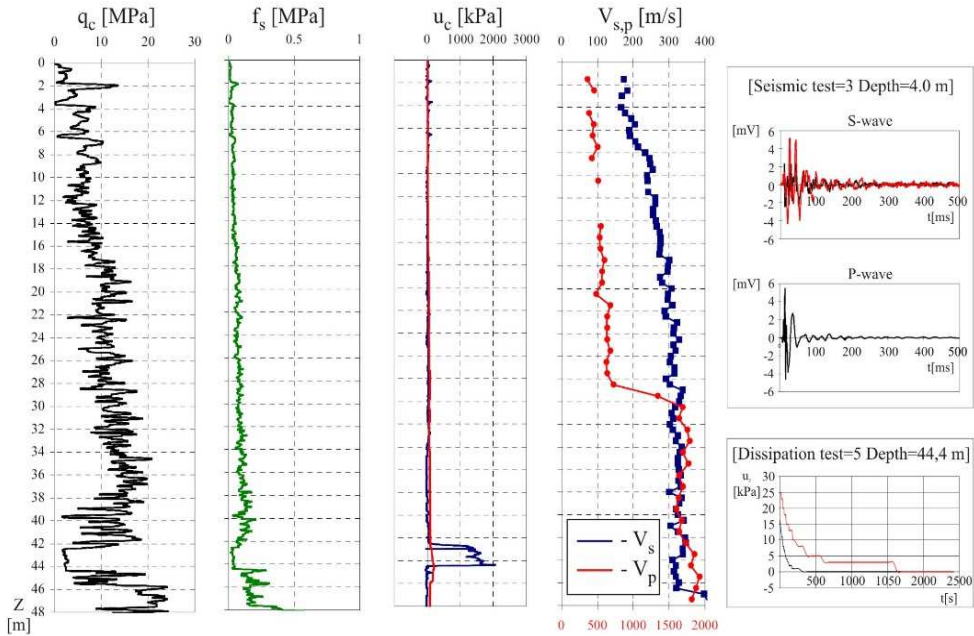 q_c [MPa]
0 10 20 30
f_s [MPa]
0 0.5 1
u_c [kPa]
0 1000 2000 3000
V_s,p [m/s]
0 100 200 300 400
0
2
4
6
8
10
12
14
16
18
20
22
24
26
28
30
32
34
36
38
40
42
44
46
48
Z
[m]
- V_s
- V_p
0 500 1000 1500 2000
[Seismic test=3 Depth=4.0 m]
S-wave
[mV]
6
4
2
0
-2
-4
-6
100 200 300 400 500
t[ms]
P-wave
[mV]
6
4
2
0
-2
-4
-6
100 200 300 400 500
t[ms]
[Dissipation test=5 Depth=44,4 m]
u,
[kPa]
30
25
20
15
10
5
0
-5
500 1000 1500 2000 2500
t[s]